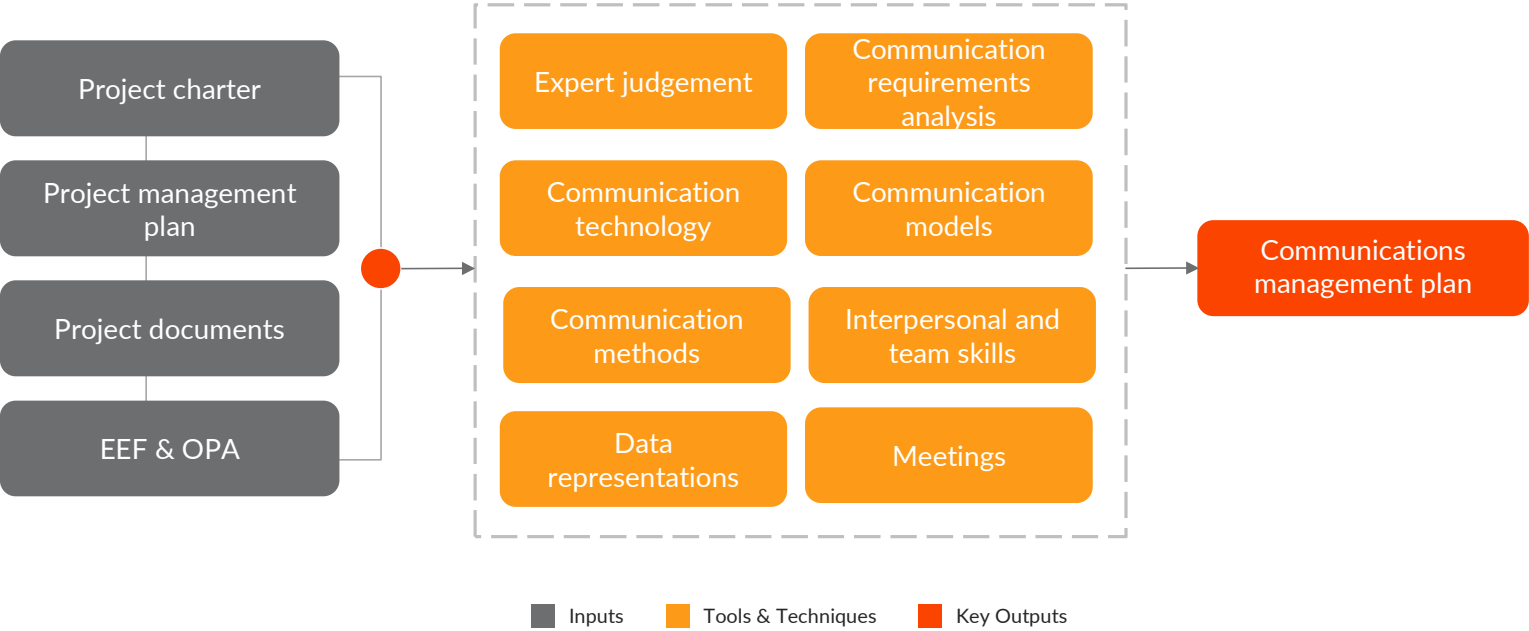 Project charter
Project management
plan
Project documents
EEF & OPA
Expert judgement
Communication
requirements
analysis
Communication
technology
Communication
models
Communication
methods
Interpersonal and
team skills
Data
representations
Meetings
Communications
management plan
Inputs
Tools & Techniques
Key Outputs